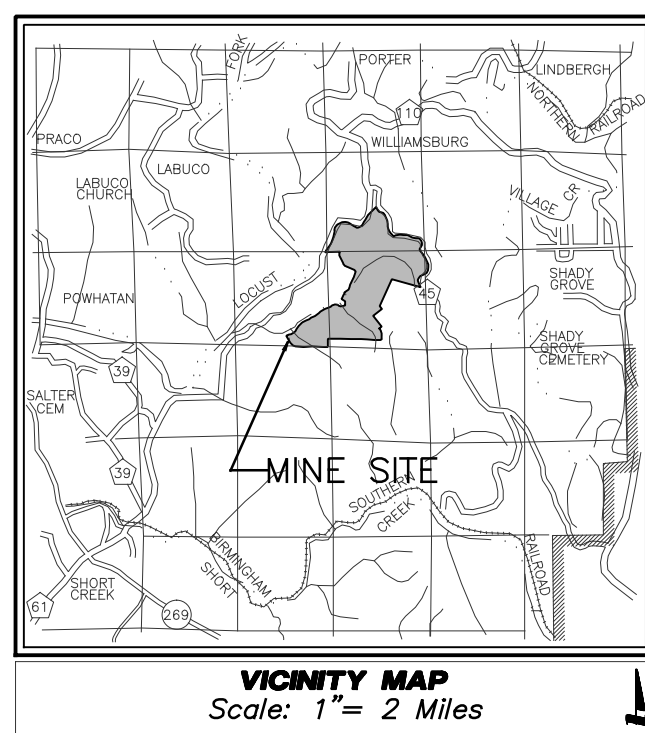 FORK
PORTER
LINDBERGH
NORTHERN
RAILROAD
110
PRACO
WILLIAMSBURG
LABUCO
LABUCO
CHURCH
VILLAGE CR
LOCUST
SHADY
GROVE
POWHATAN
45
SHADY
GROVE
CEMETERY
39
SALTER
CEM
39
MINE SITE
SOUTHERN
CREEK
BIRMINGHAM
SHORT
RAILROAD
SHORT
CREEK
61
269
VICINITY MAP
Scale: 1"= 2 Miles